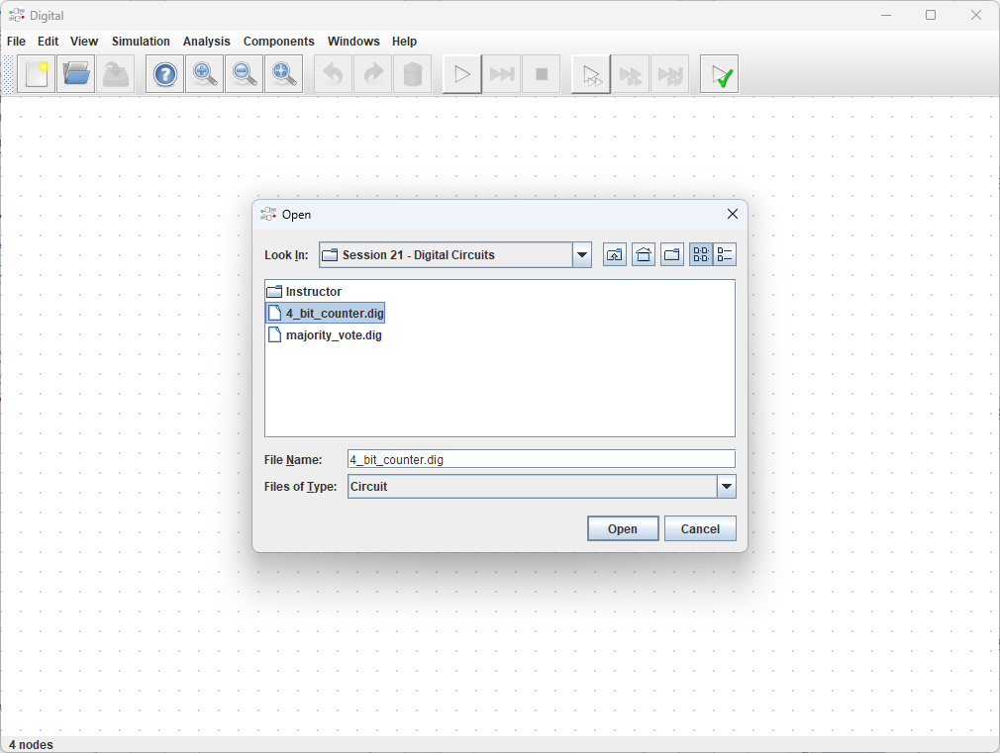 Digital
File Edit View Simulation Analysis Components Windows Help
Open
Look In: Session 21 - Digital Circuits
Instructor
4_bit_counter.dig
majority_vote.dig
File Name: 4_bit_counter.dig
Files of Type: Circuit
Open Cancel
4 nodes